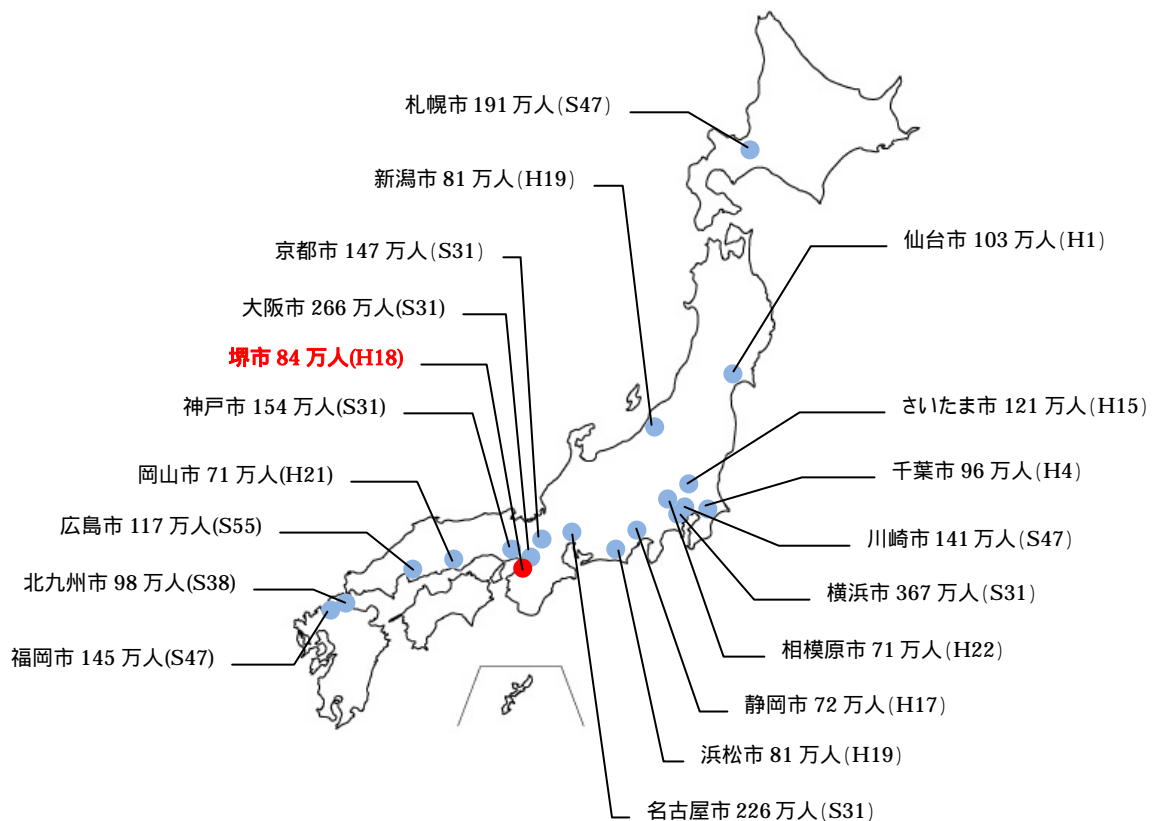 札幌市 191 万人(S47)
新潟市 81 万人(H19)
京都市 147 万人(S31)
大阪市 266 万人(S31)
堺市 84 万人(H18)
神戸市 154 万人(S31)
岡山市 71 万人(H21)
広島市 117 万人(S55)
北九州市 98 万人(S38)
福岡市 145 万人(S47)
仙台市 103 万人(H1)
さいたま市 121 万人(H15)
千葉市 96 万人(H4)
川崎市 141 万人(S47)
横浜市 367 万人(S31)
相模原市 71 万人(H22)
静岡市 72 万人(H17)
浜松市 81 万人(H19)
名古屋市 226 万人(S31)